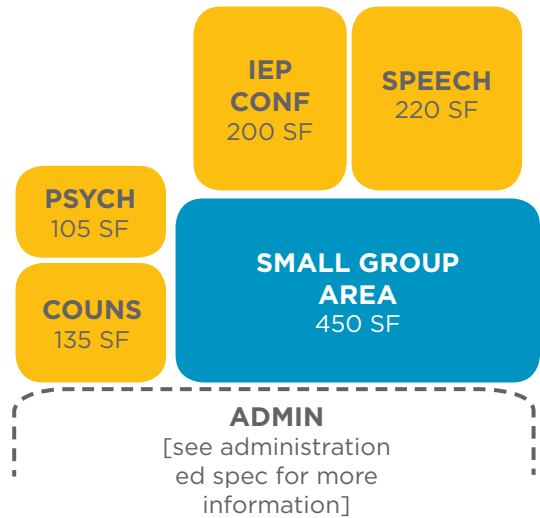 IEP
CONF
200 SF
SPEECH
220 SF
PSYCH
105 SF
SMALL GROUP
AREA
450 SF
COUNS
135 SF
ADMIN
[see administration
ed spec for more
information]